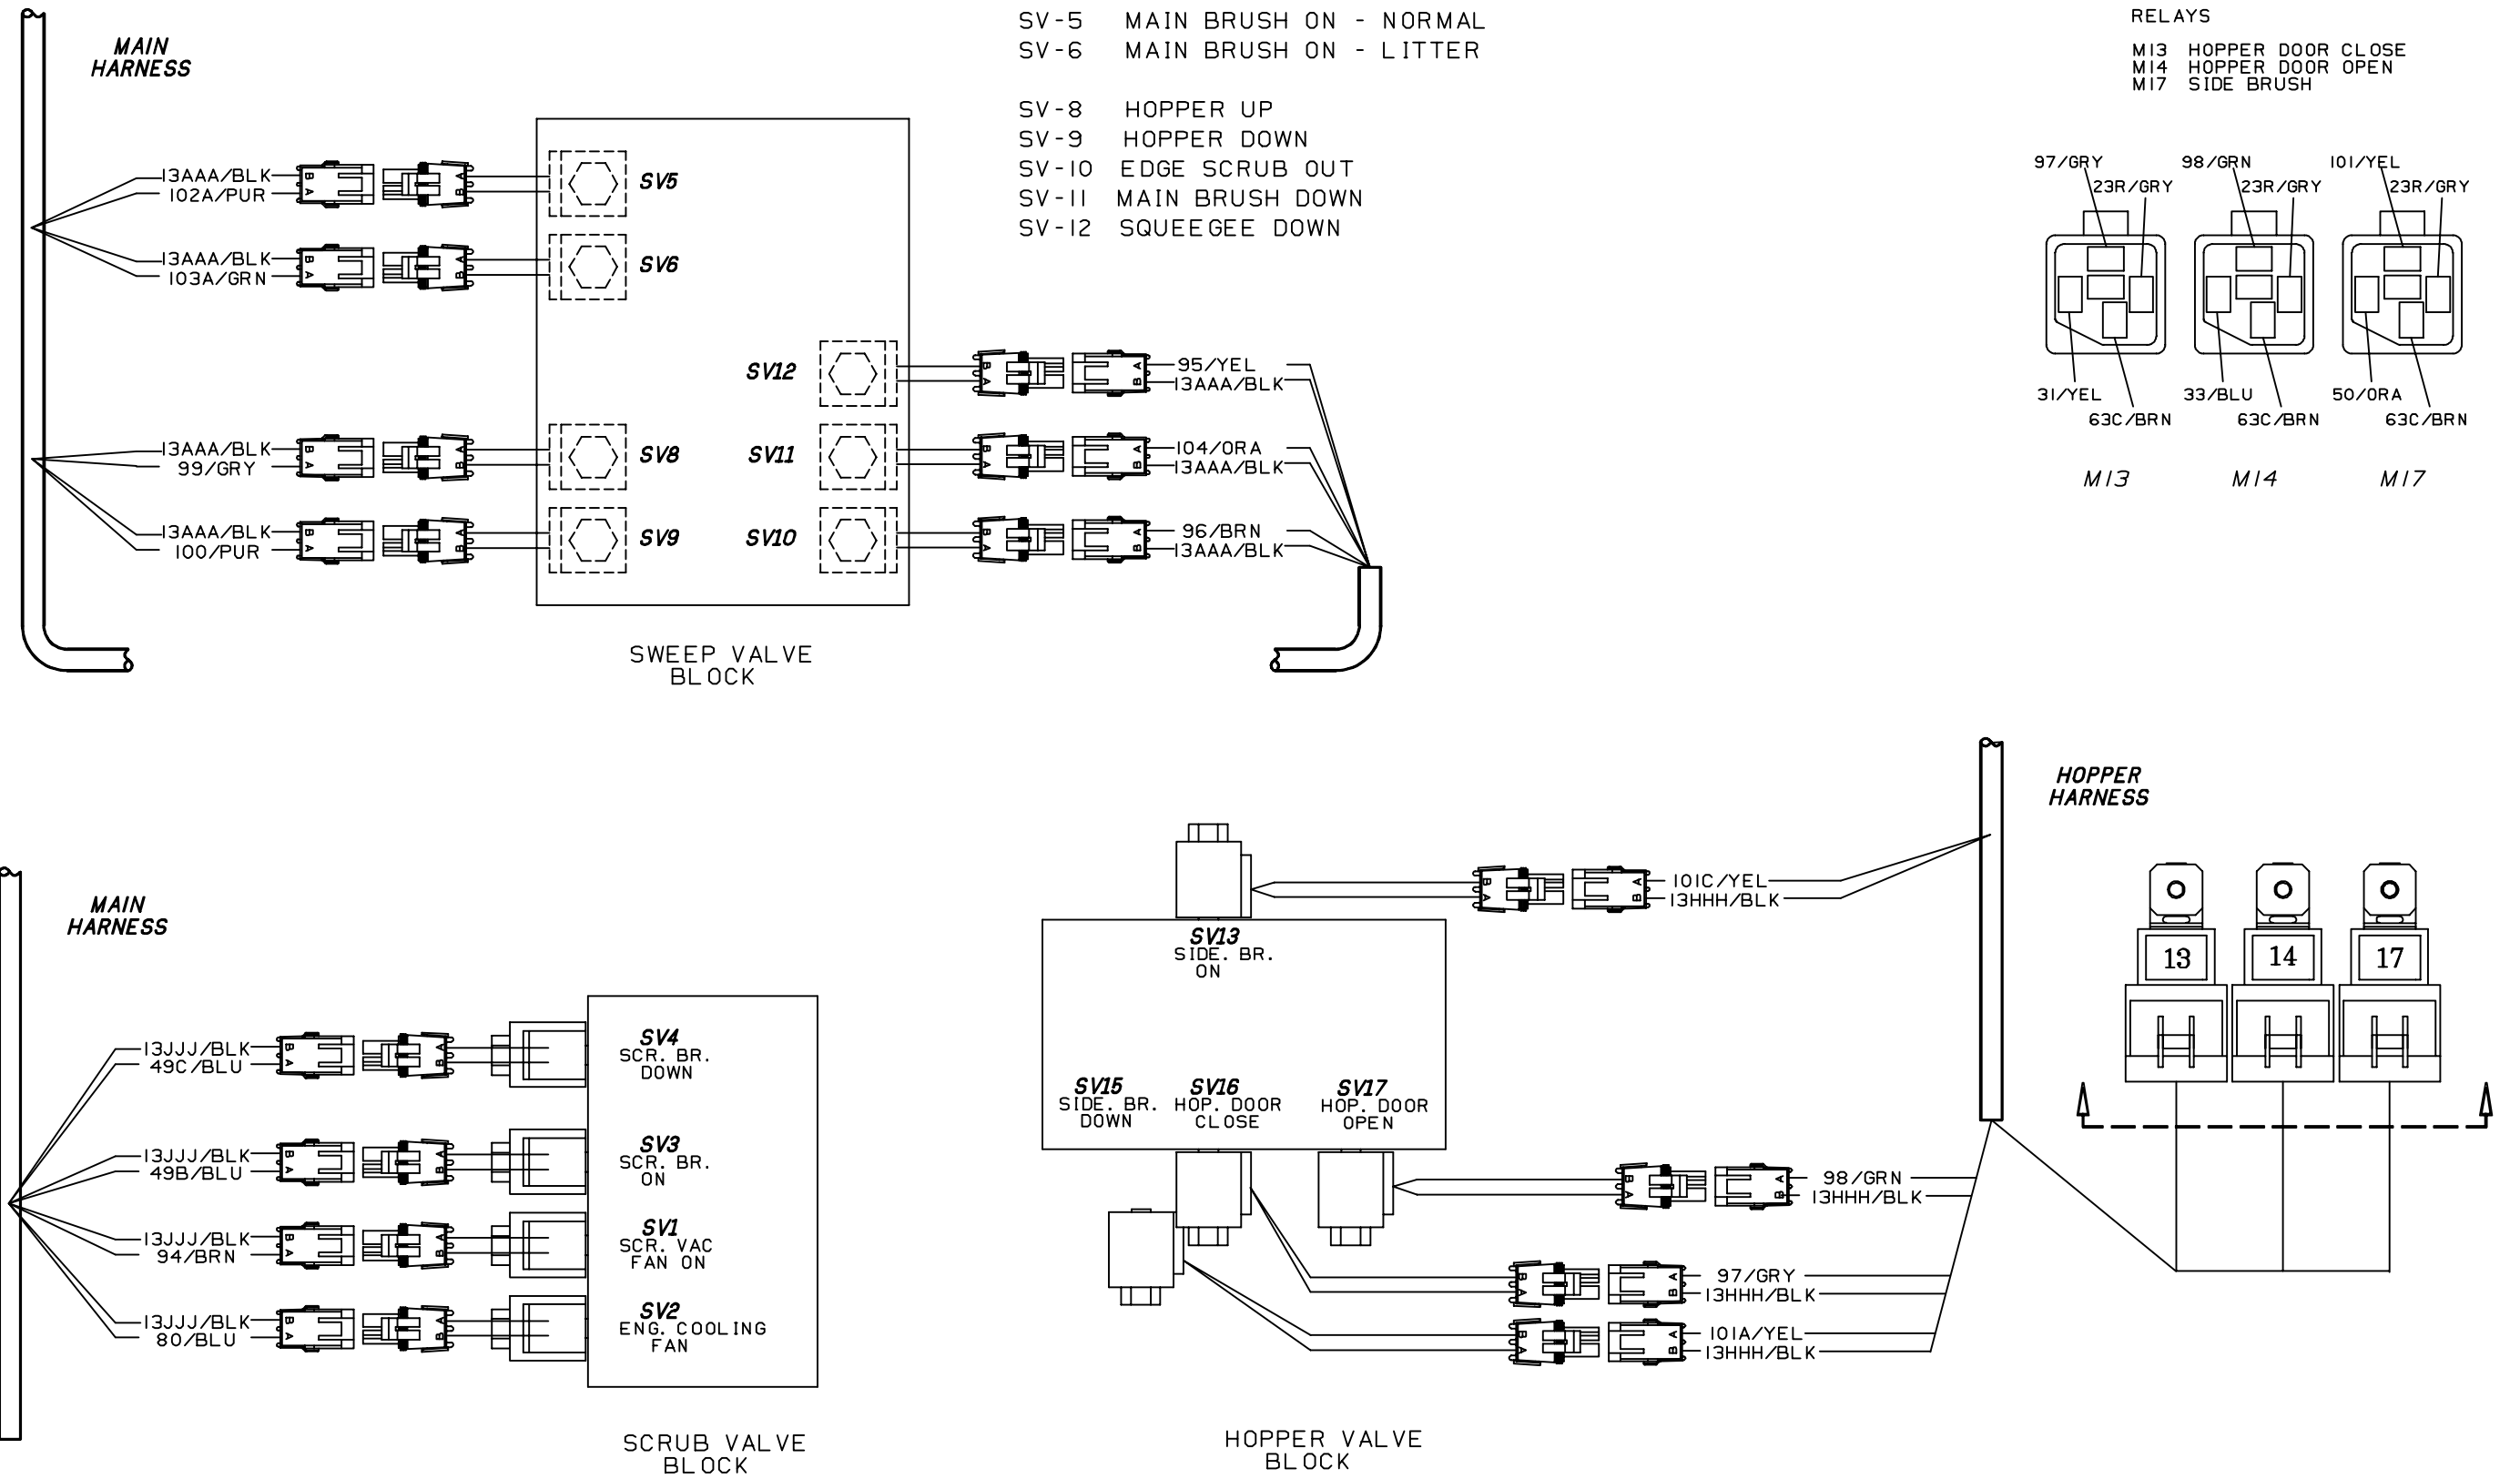 MAIN
HARNESS
SV-5 MAIN BRUSH ON - NORMAL
SV-6 MAIN BRUSH ON - LITTER
SV-8 HOPPER UP
SV-9 HOPPER DOWN
SV-10 EDGE SCRUB OUT
SV-11 MAIN BRUSH DOWN
SV-12 SQUEEGEE DOWN
RELAYS
M13 HOPPER DOOR CLOSE
M14 HOPPER DOOR OPEN
M17 SIDE BRUSH
97/GRY
23R/GRY
31/YEL
63C/BRN
M13
98/GRN
23R/GRY
33/BLU
63C/BRN
M14
101/YEL
23R/GRY
50/ORA
63C/BRN
M17
13AAA/BLK
102A/PUR
B
A
A
B
SV5
13AAA/BLK
103A/GRN
B
A
A
B
SV6
13AAA/BLK
99/GRY
B
A
A
B
SV8
13AAA/BLK
100/PUR
B
A
A
B
SV9
SV12
B
A
A
B
95/YEL
13AAA/BLK
SV11
B
A
A
B
104/ORA
13AAA/BLK
SV10
B
A
A
B
96/BRN
13AAA/BLK
SWEEP VALVE
BLOCK
MAIN
HARNESS
13JJJ/BLK
49C/BLU
B
A
A
B
SV4
SCR. BR.
DOWN
13JJJ/BLK
49B/BLU
B
A
A
B
SV3
SCR. BR.
ON
13JJJ/BLK
94/BRN
B
A
A
B
SV1
SCR. VAC
FAN ON
13JJJ/BLK
80/BLU
B
A
A
B
SV2
ENG. COOLING
FAN
SCRUB VALVE
BLOCK
HOPPER
HARNESS
SV13
SIDE. BR.
ON
B
A
A
B
101C/YEL
13HHH/BLK
SV15
SIDE. BR.
DOWN
SV16
HOP. DOOR
CLOSE
SV17
HOP. DOOR
OPEN
B
A
A
B
98/GRN
13HHH/BLK
B
A
A
B
97/GRY
13HHH/BLK
B
A
A
B
101A/YEL
13HHH/BLK
13
14
17
HOPPER VALVE
BLOCK